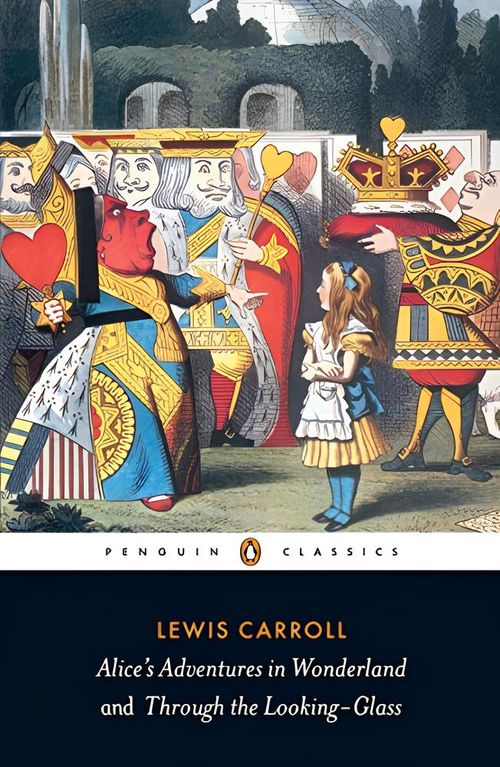 PENGUIN CLASSICS
LEWIS CARROLL
Alice's Adventures in Wonderland
and Through the Looking-Glass